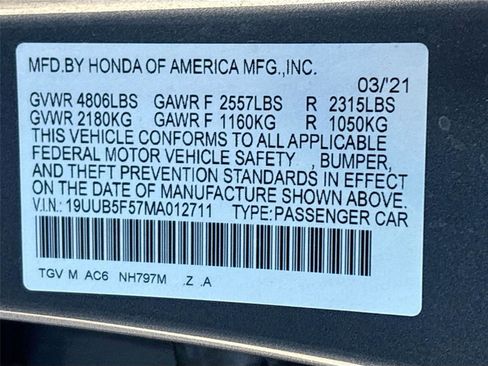 MFD.BY HONDA OF AMERICA MFG.,INC.
03/'21
GVWR 4806LBS GAWR F 2557LBS R 2315LBS
GVWR 2180KG GAWR F 1160KG R 1050KG
THIS VEHICLE CONFORMS TO ALL APPLICABLE
FEDERAL MOTOR VEHICLE SAFETY , BUMPER,
AND THEFT PREVENTION STANDARDS IN EFFECT
ON THE DATE OF MANUFACTURE SHOWN ABOVE.
V.I.N.: 19UUB5F57MA012711 TYPE:PASSENGER CAR
TGV M AC6 NH797M .Z .A